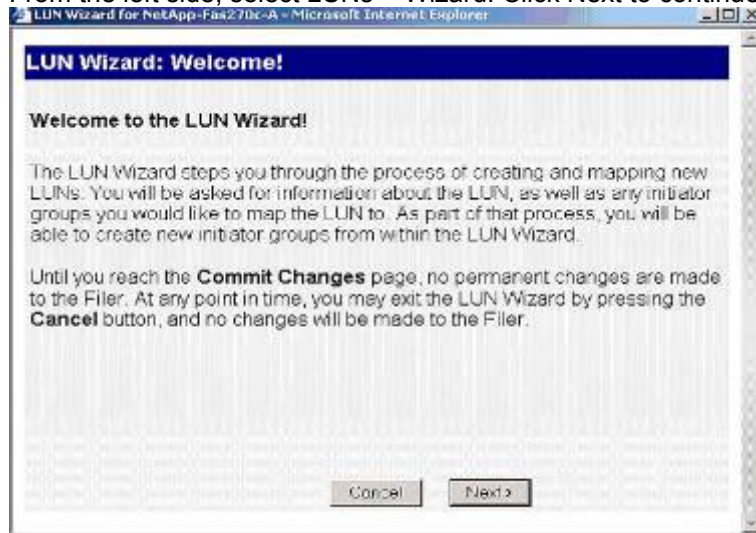 From the left side, select LUNs - Wizard. Click Next to continue
LUN Wizard for NetApp-Fas270c-A - Microsoft Internet Explorer
LUN Wizard: Welcome!
Welcome to the LUN Wizard!
The LUN Wizard steps you through the process of creating and mapping new
LUNs. You will be asked for information about the LUN, as well as any initiator
groups you would like to map the LUN to. As part of that process, you will be
able to create new initiator groups from within the LUN Wizard.
Until you reach the Commit Changes page, no permanent changes are made
to the Filer. At any point in time, you may exit the LUN Wizard by pressing the
Cancel button, and no changes will be made to the Filer.
Cancel Next >